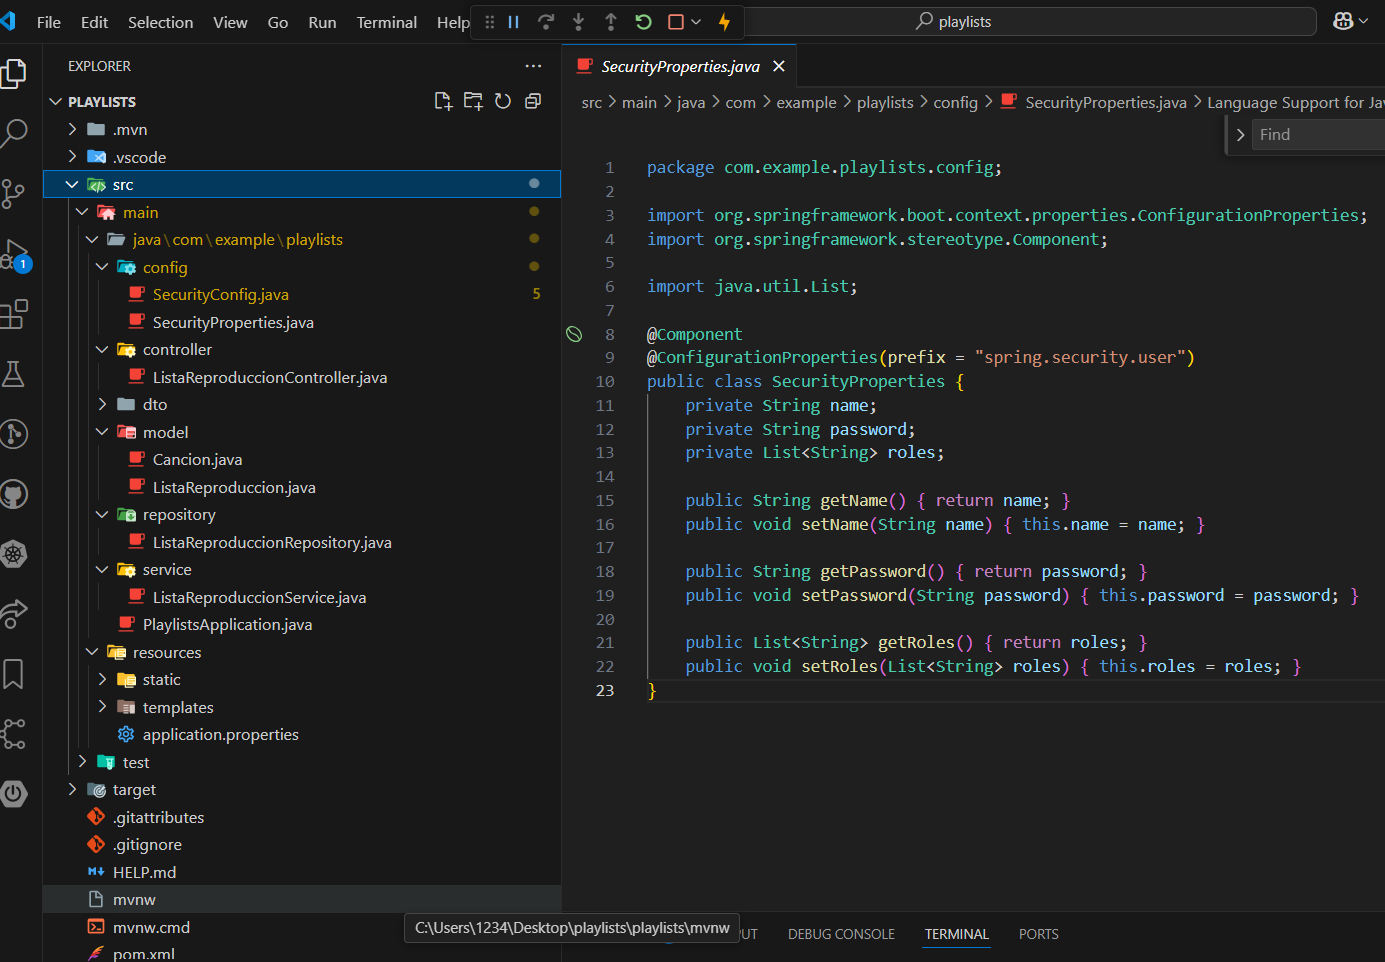 File Edit Selection View Go Run Terminal Help
playlists
EXPLORER
PLAYLISTS
.mvn
.vscode
src
main
java\com\example\playlists
config
SecurityConfig.java 5
SecurityProperties.java
controller
ListaReproduccionController.java
dto
model
Cancion.java
ListaReproduccion.java
repository
ListaReproduccionRepository.java
service
ListaReproduccionService.java
PlaylistsApplication.java
resources
static
templates
application.properties
test
target
.gitattributes
.gitignore
HELP.md
mvnw
mvnw.cmd
pom.xml
1
C:\Users\1234\Desktop\playlists\playlists\mvnw
SecurityProperties.java
src > main > java > com > example > playlists > config > SecurityProperties.java > Language Support for Jav
Find
1 package com.example.playlists.config;
2
3 import org.springframework.boot.context.properties.ConfigurationProperties;
4 import org.springframework.stereotype.Component;
5
6 import java.util.List;
7
8 @Component
9 @ConfigurationProperties(prefix = "spring.security.user")
10 public class SecurityProperties {
11 private String name;
12 private String password;
13 private List<String> roles;
14
15 public String getName() { return name; }
16 public void setName(String name) { this.name = name; }
17
18 public String getPassword() { return password; }
19 public void setPassword(String password) { this.password = password; }
20
21 public List<String> getRoles() { return roles; }
22 public void setRoles(List<String> roles) { this.roles = roles; }
23 }
UT DEBUG CONSOLE TERMINAL PORTS